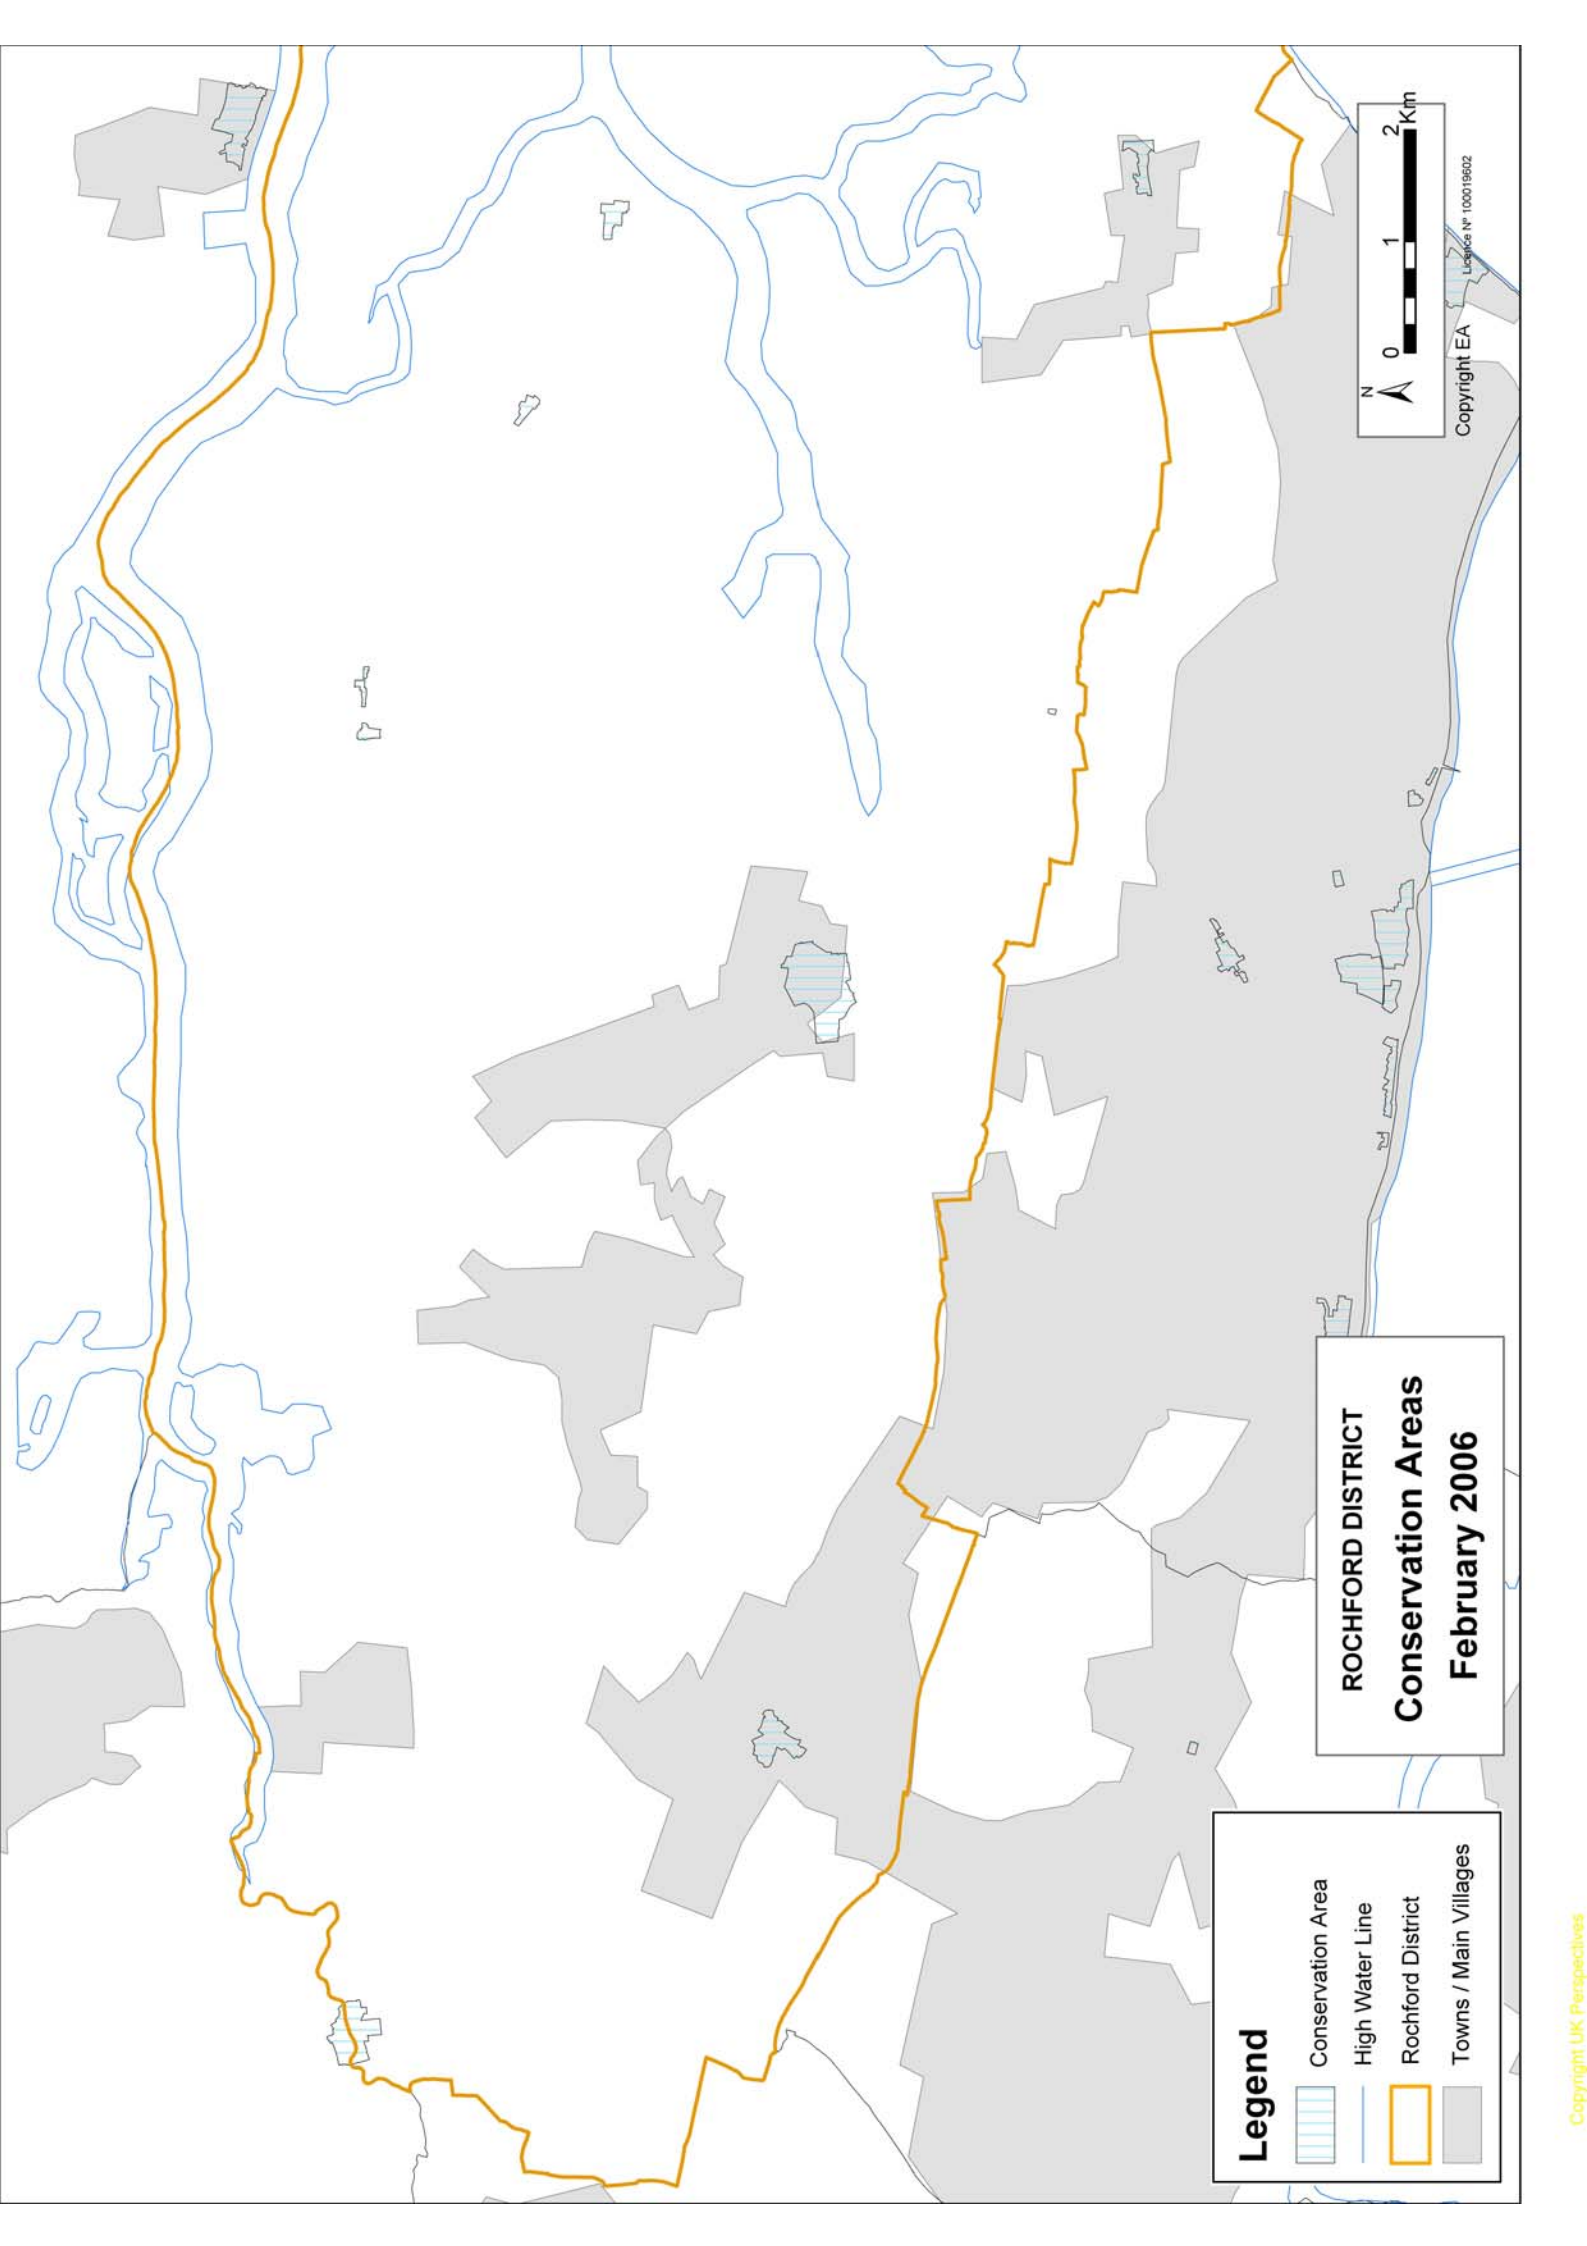 ROCHFORD DISTRICT
Conservation Areas
February 2006
Legend
Conservation Area
High Water Line
Rochford District
Towns / Main Villages
N
0 1 2
Km
Copyright EA
Licence Nº 100019602
Copyright UK Perspectives